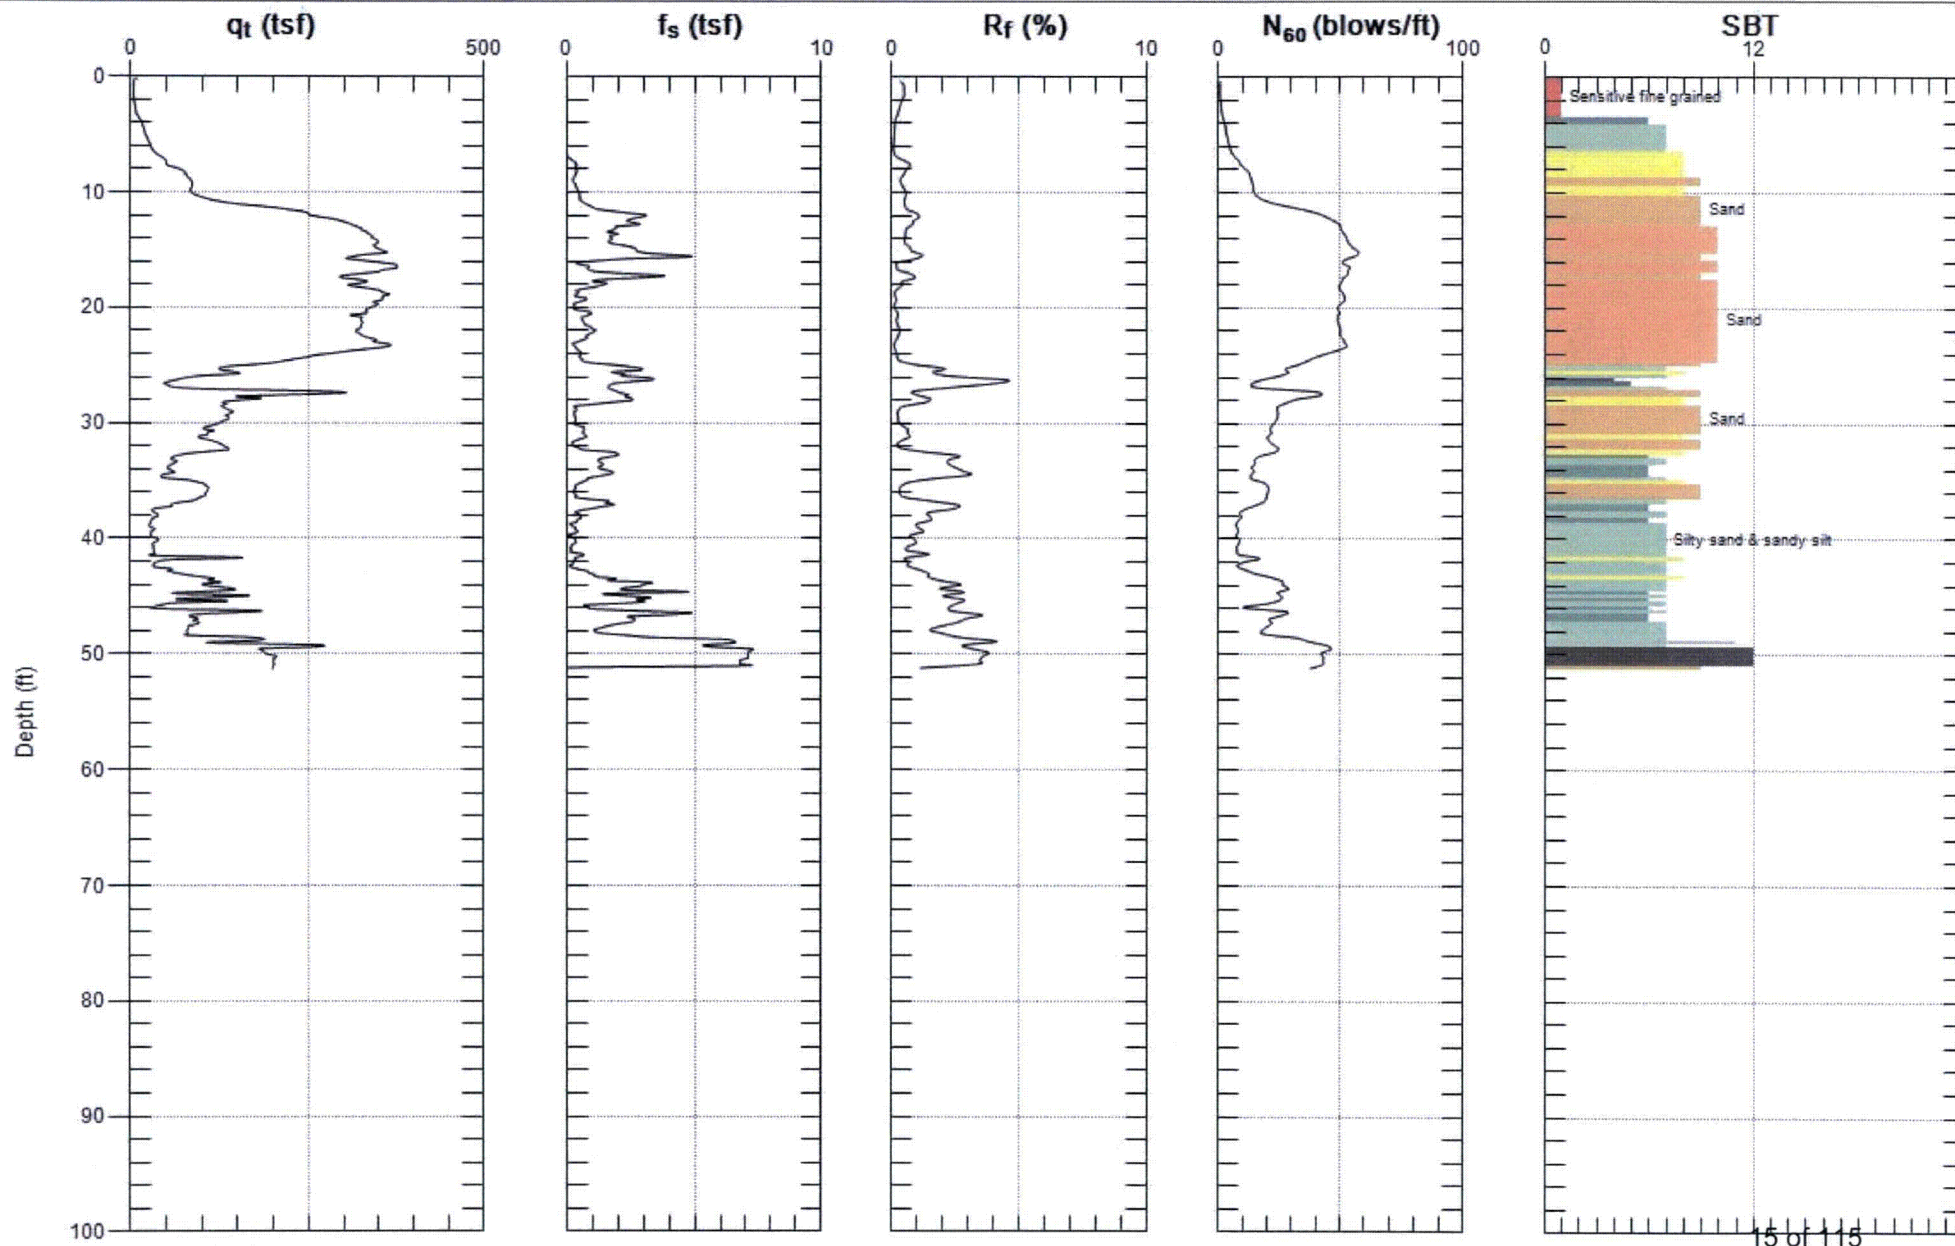 qt (tsf) fs (tsf) Rf (%) N60 (blows/ft) SBT
0 500 0 10 0 10 0 100 0 12
0
Sensitive fine grained
10
Sand
20
Sand
30
Sand
40
Silty sand & sandy silt
50
Depth (ft)
60
70
80
90
100
15 of 115